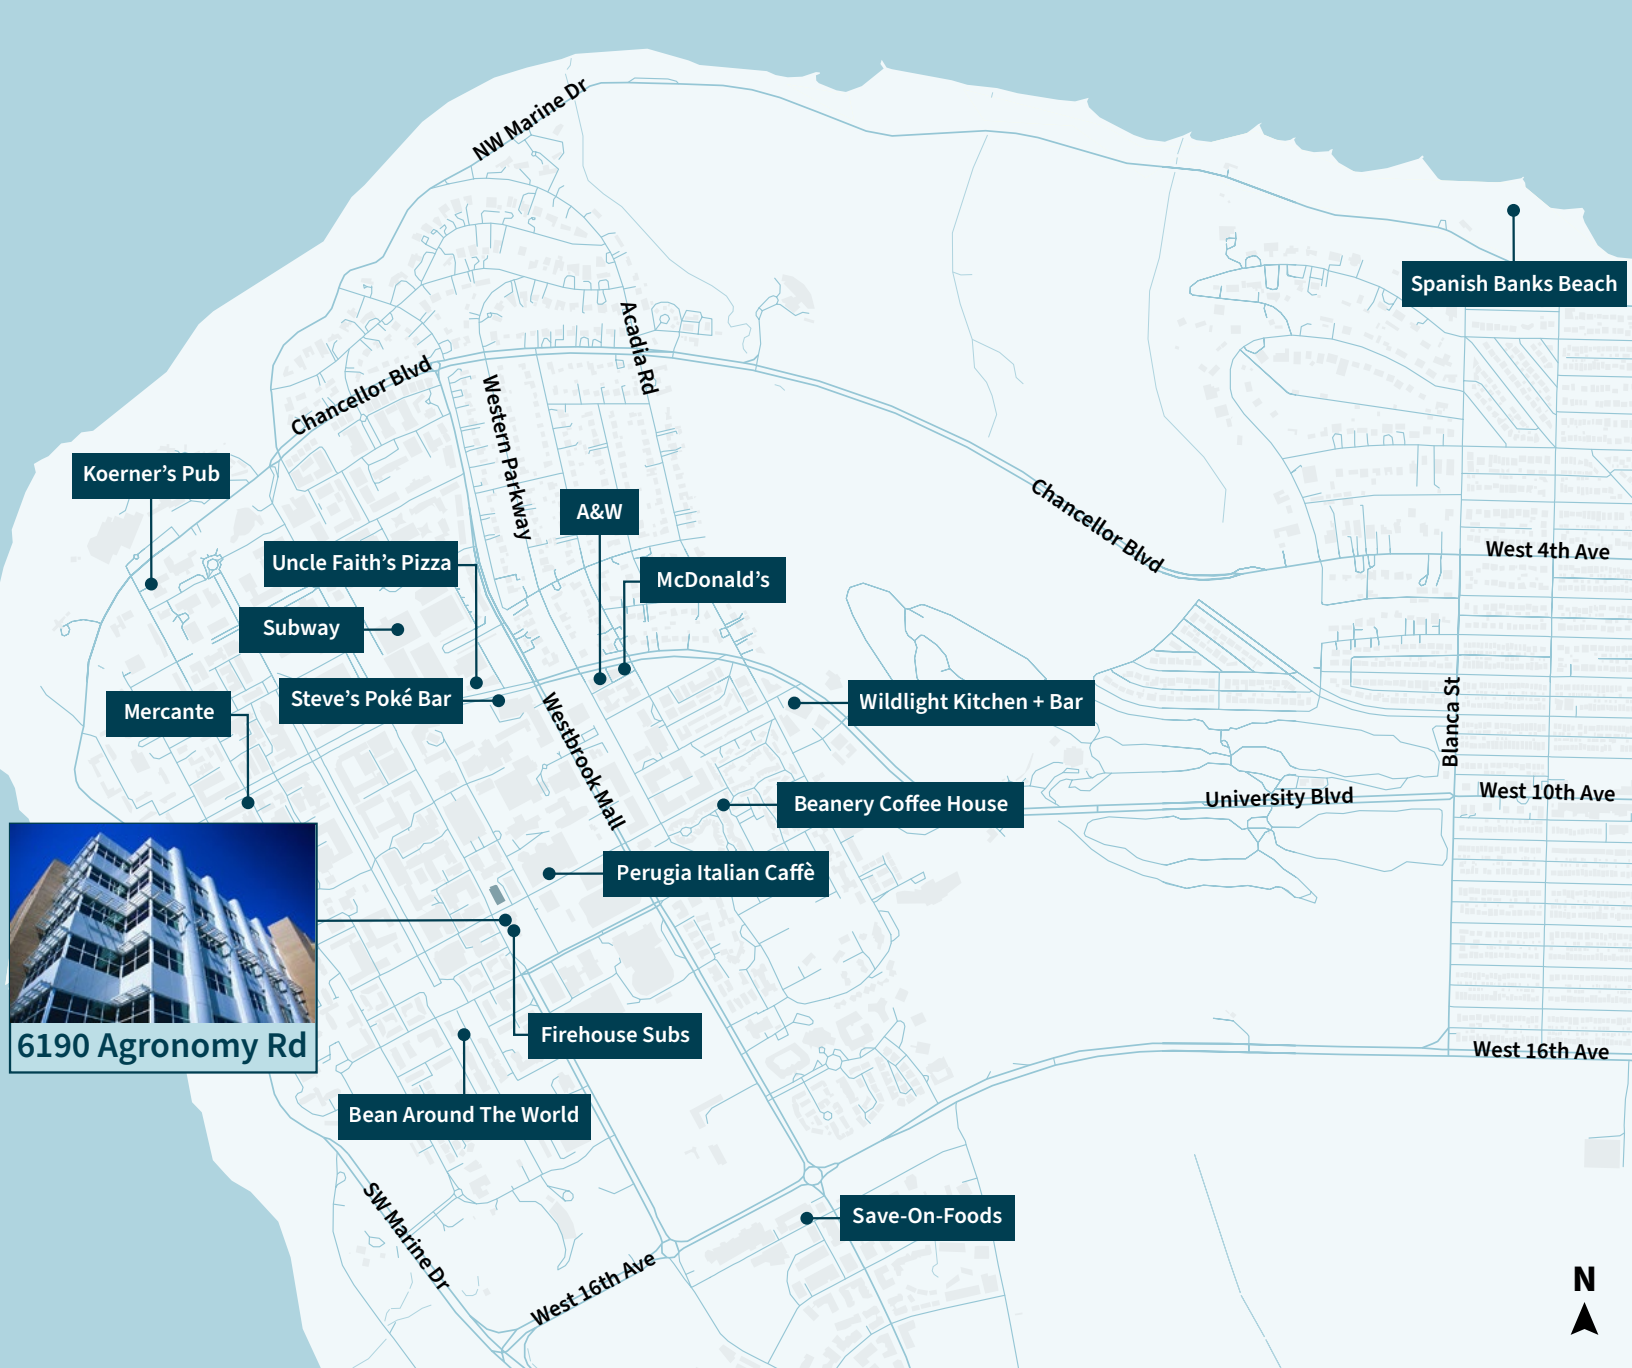 NW Marine Dr
Spanish Banks Beach
Acadia Rd
Chancellor Blvd
Western Parkway
Koerner’s Pub
A&W
Chancellor Blvd
West 4th Ave
Uncle Faith’s Pizza
McDonald’s
Subway
Steve’s Poké Bar
Wildlight Kitchen + Bar
Mercante
Westbrook Mall
Blanca St
Beanery Coffee House
University Blvd
West 10th Ave
Perugia Italian Caffè
6190 Agronomy Rd
Firehouse Subs
West 16th Ave
Bean Around The World
SW Marine Dr
Save-On-Foods
West 16th Ave
N